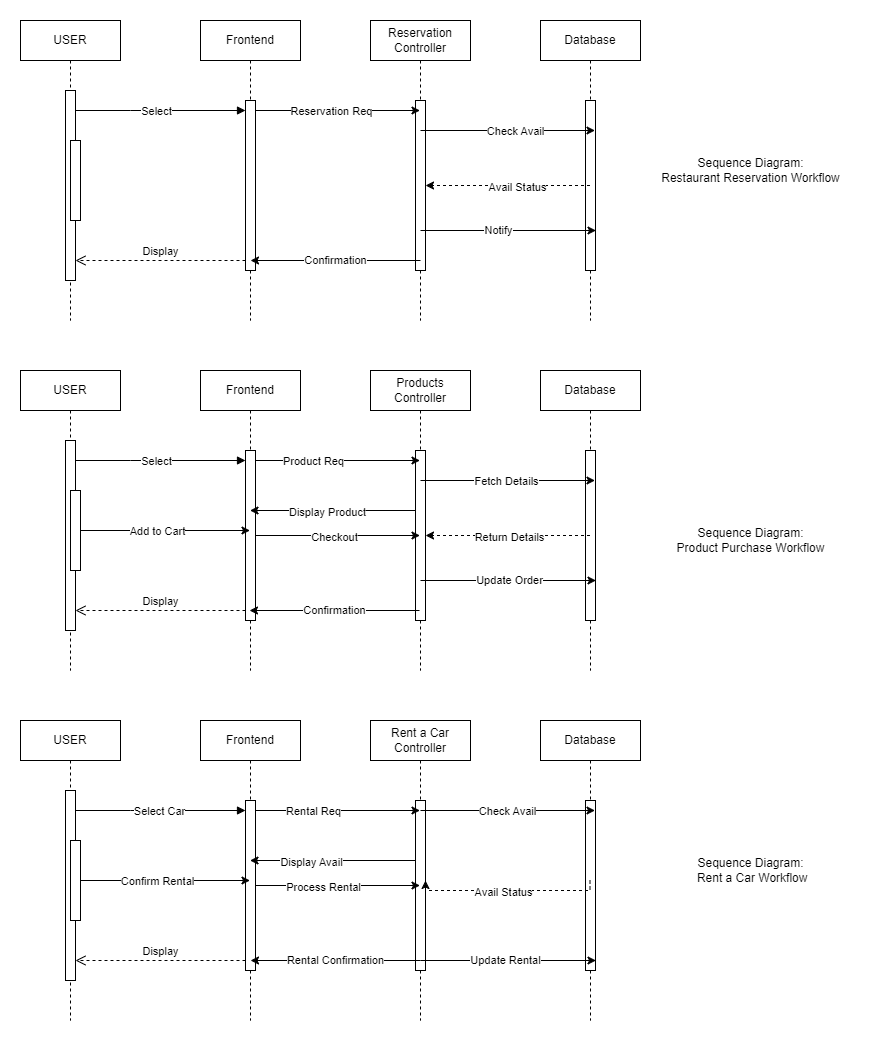 USER
Frontend
Reservation
Controller
Database
Select
Reservation Req
Check Avail
Sequence Diagram:
Restaurant Reservation Workflow
Avail Status
Notify
Display
Confirmation
USER
Frontend
Products
Controller
Database
Select
Product Req
Fetch Details
Display Product
Add to Cart
Checkout
Return Details
Sequence Diagram:
Product Purchase Workflow
Update Order
Display
Confirmation
USER
Frontend
Rent a Car
Controller
Database
Select Car
Rental Req
Check Avail
Display Avail
Sequence Diagram:
Rent a Car Workflow
Confirm Rental
Process Rental
Avail Status
Display
Rental Confirmation
Update Rental